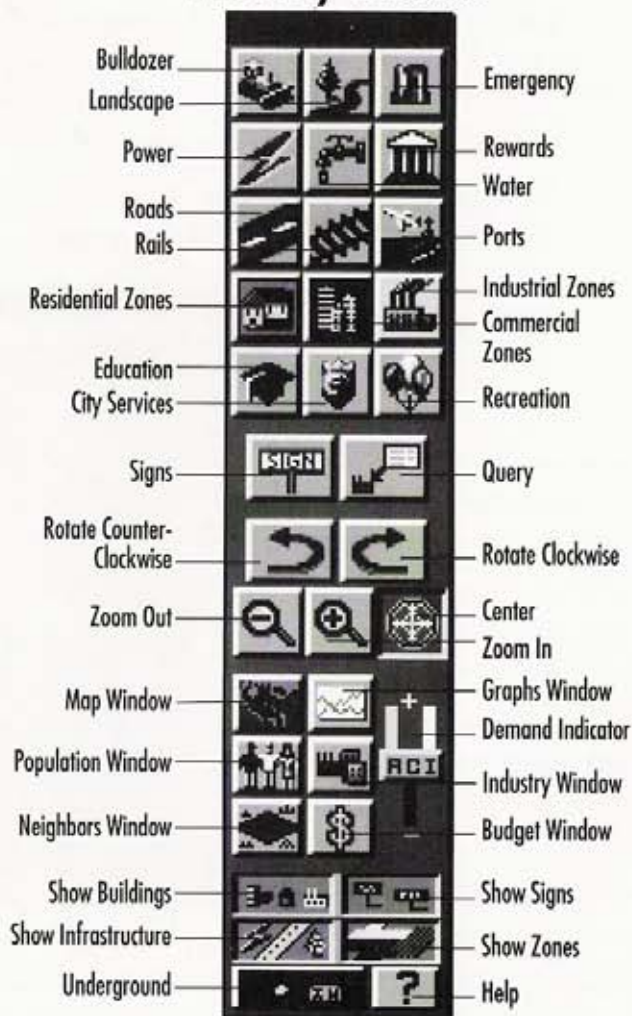 Bulldozer
Landscape
Emergency
Power
Rewards
Water
Roads
Rails
Ports
Residential Zones
Industrial Zones
Commercial
Zones
Education
City Services
Recreation
SIGN
Signs
Query
Rotate Counter-
Clockwise
Rotate Clockwise
Zoom Out
Center
Zoom In
Map Window
Graphs Window
Demand Indicator
Population Window
RCI
Industry Window
Neighbors Window
Budget Window
Show Buildings
Show Signs
Show Infrastructure
Show Zones
Underground
?
Help